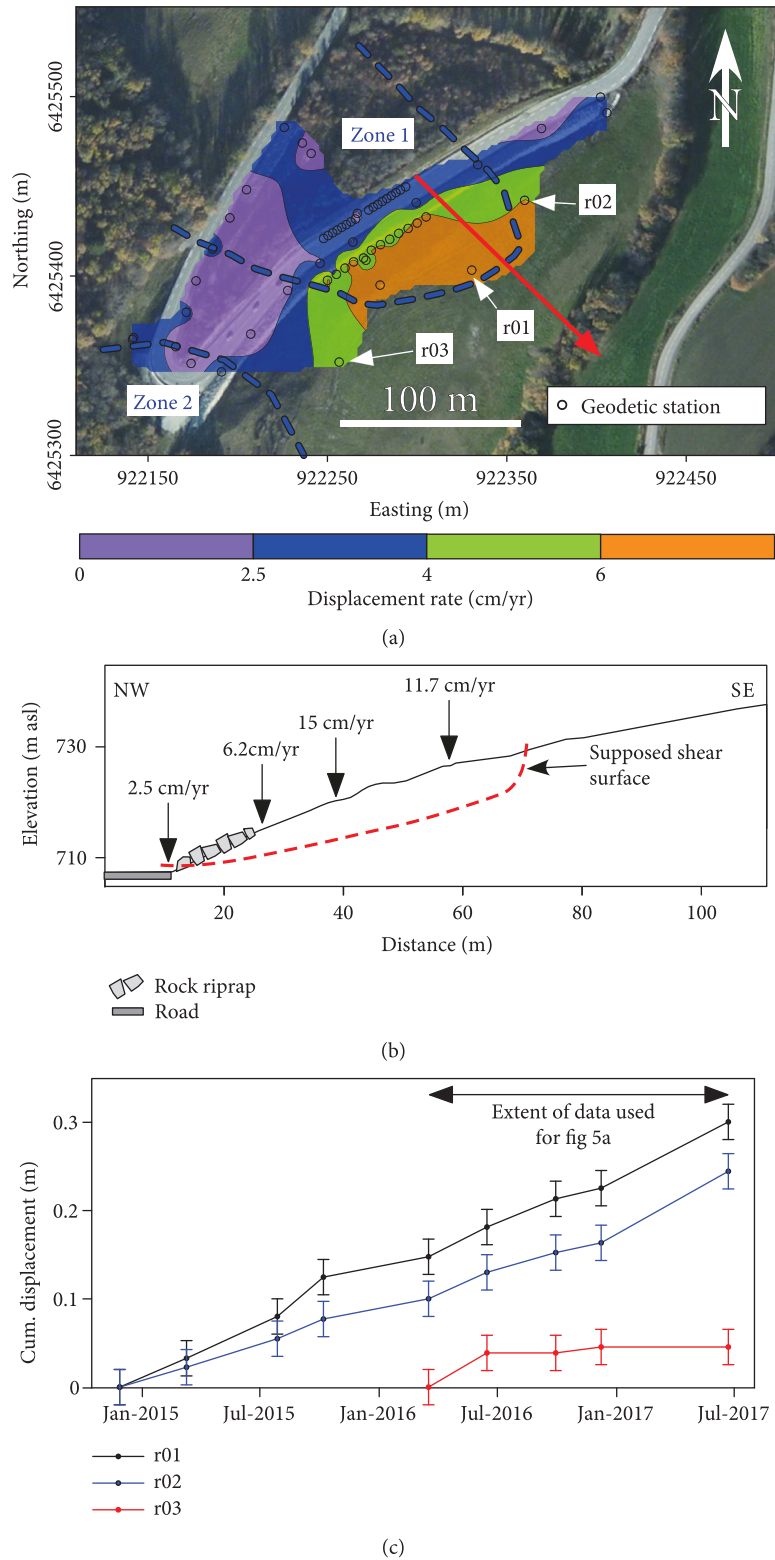 6425500
6425400
6425300
Northing (m)
Zone 1
N
r02
r01
r03
Zone 2
100 m
Geodetic station
922150
922250
922350
922450
Easting (m)
0
2.5
4
6
Displacement rate (cm/yr)
(a)
NW
SE
11.7 cm/yr
15 cm/yr
6.2cm/yr
2.5 cm/yr
Supposed shear
surface
730
710
Elevation (m asl)
20
40
60
80
100
Distance (m)
Rock riprap
Road
(b)
Extent of data used
for fig 5a
0.3
0.2
0.1
0
Cum. displacement (m)
Jan-2015
Jul-2015
Jan-2016
Jul-2016
Jan-2017
Jul-2017
r01
r02
r03
(c)